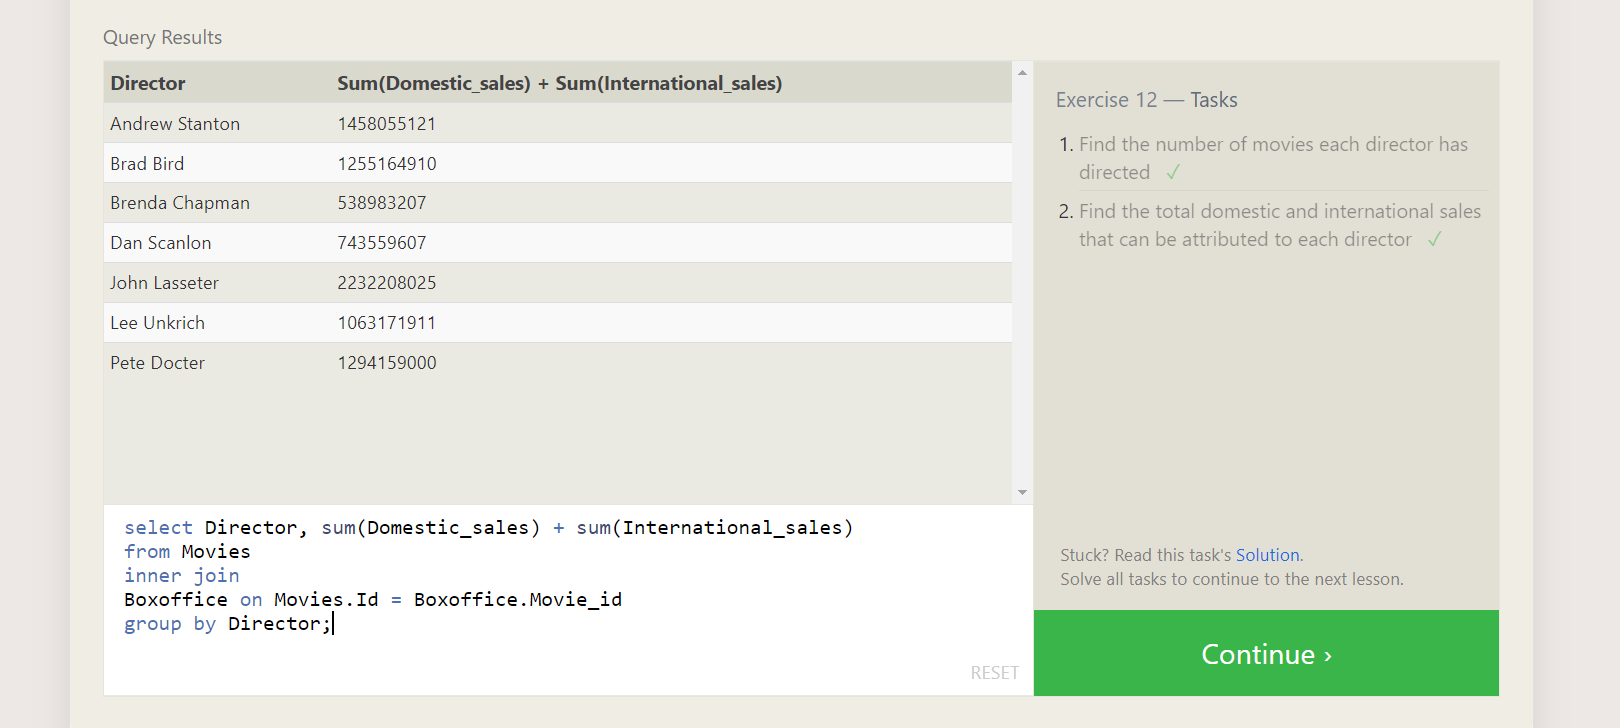 Query Results
Director Sum(Domestic_sales) + Sum(International_sales)
Andrew Stanton 1458055121
Brad Bird 1255164910
Brenda Chapman 538983207
Dan Scanlon 743559607
John Lasseter 2232208025
Lee Unkrich 1063171911
Pete Docter 1294159000
select Director, sum(Domestic_sales) + sum(International_sales)
from Movies
inner join
Boxoffice on Movies.Id = Boxoffice.Movie_id
group by Director;
RESET
Exercise 12 — Tasks
1. Find the number of movies each director has
directed ✓
2. Find the total domestic and international sales
that can be attributed to each director ✓
Stuck? Read this task's Solution.
Solve all tasks to continue to the next lesson.
Continue ›